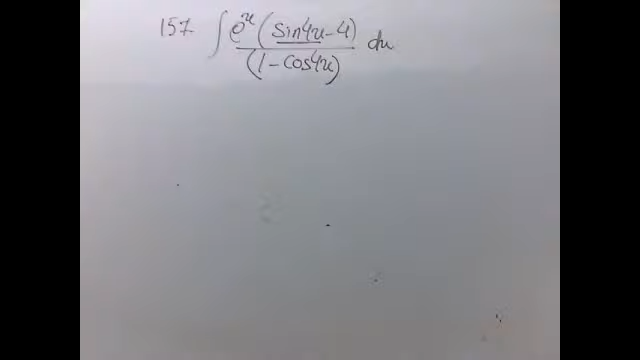 157. ∫ e^x (sin4x-4) / (1-cos4x) dx